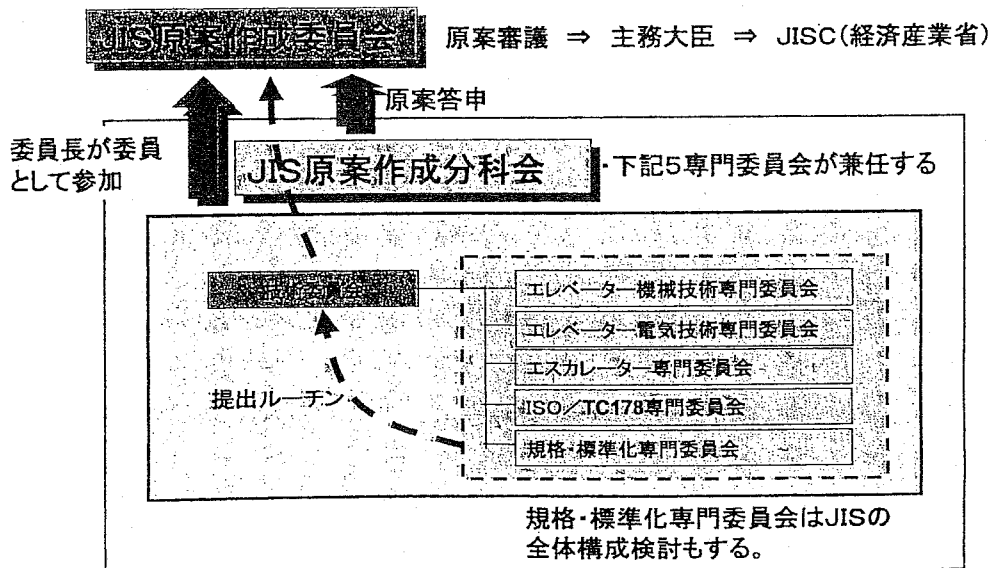 JIS原案作成委員会 原案審議 ⇒ 主務大臣 ⇒ JISC(経済産業省)
原案答申
委員長が委員
として参加
JIS原案作成分科会 ・下記5専門委員会が兼任する
エレベーター機械技術専門委員会
エレベーター電気技術専門委員会
エスカレーター専門委員会
ISO/TC178専門委員会
規格・標準化専門委員会
提出ルーチン
規格・標準化専門委員会はJISの
全体構成検討もする。